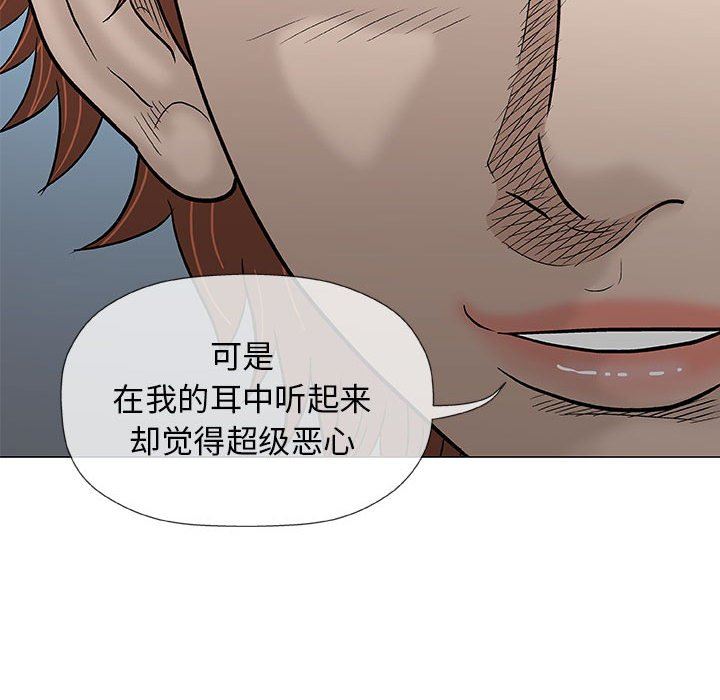 可是
在我的耳中听起来
却觉得超级恶心